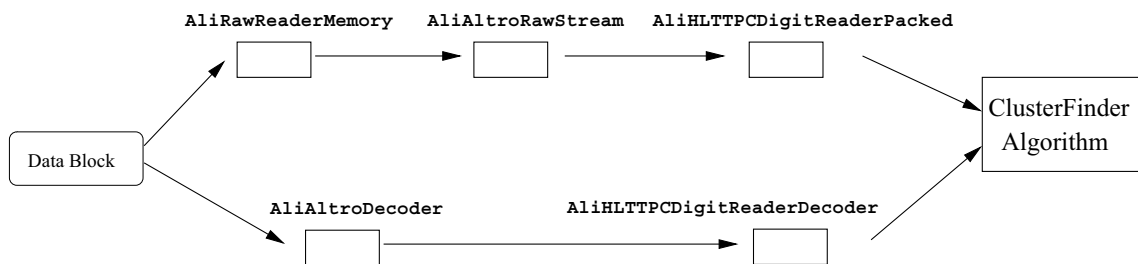 AliRawReaderMemory AliAltroRawStream AliHLTTPCDigitReaderPacked
ClusterFinder
Algorithm
Data Block
AliAltroDecoder AliHLTTPCDigitReaderDecoder